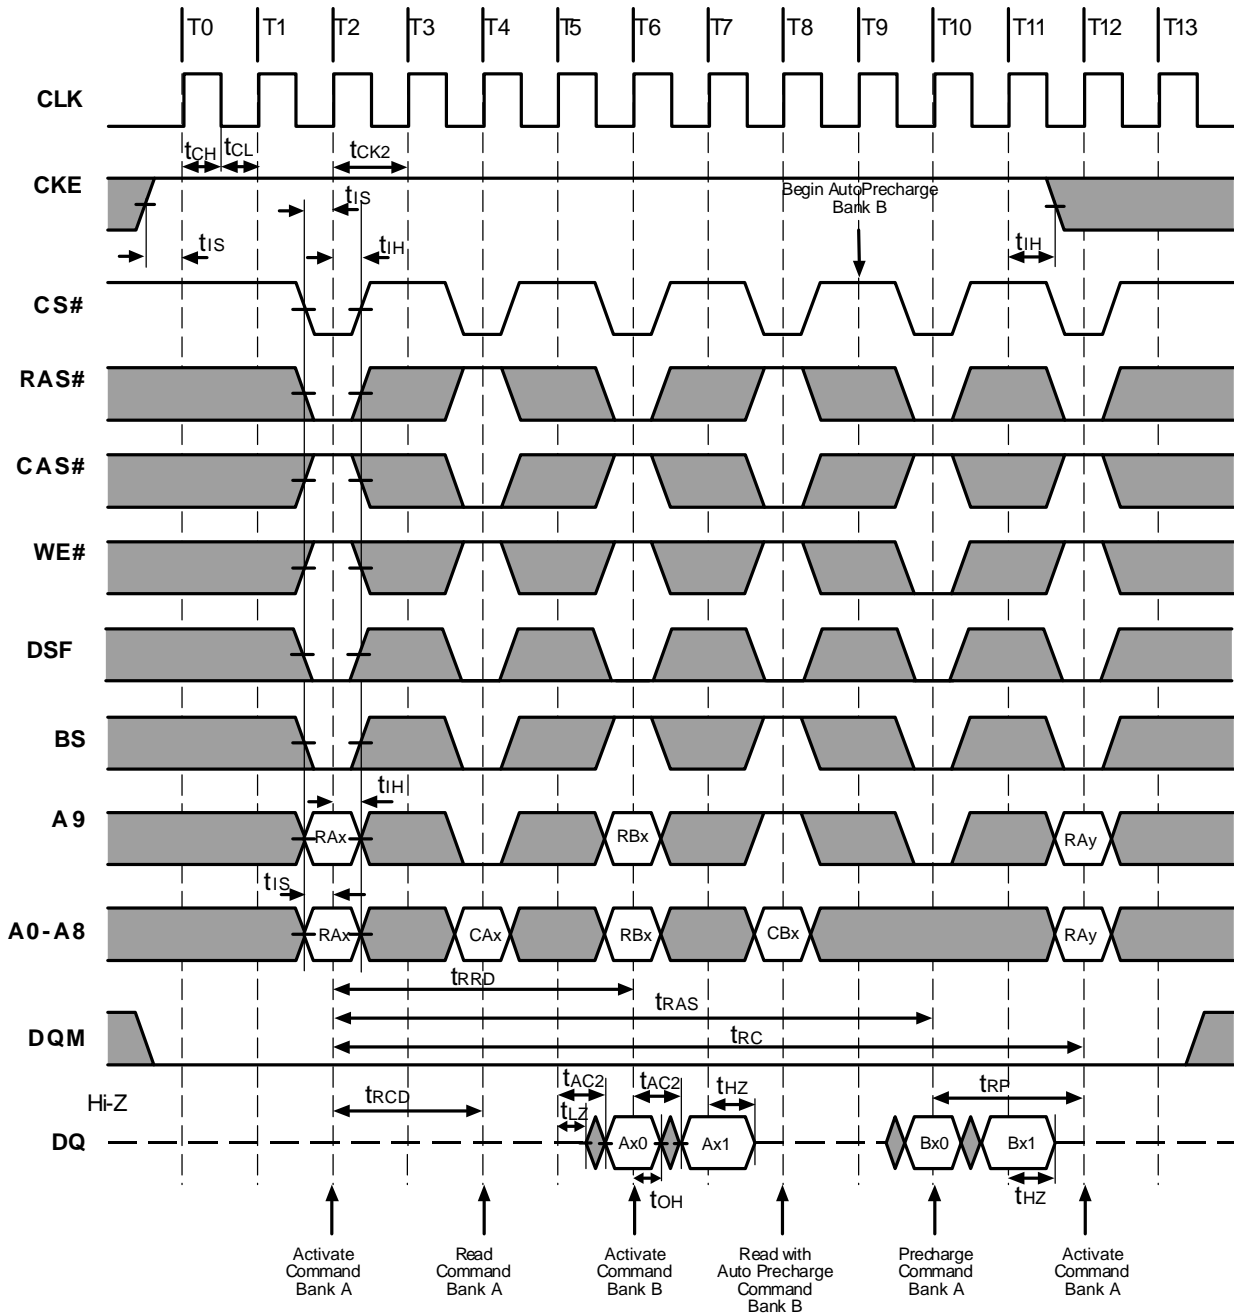 T0 T1 T2 T3 T4 T5 T6 T7 T8 T9 T10 T11 T12 T13
CLK
tCH tCL tCK2
CKE
tIS
Begin AutoPrecharge
Bank B
tIS tIH tIH
CS#
RAS#
CAS#
WE#
DSF
BS
tIH
A9
RAx RBx RAy
tIS
A0-A8
RAx CAx RBx CBx RAy
tRRD
tRAS
DQM
tRC
tAC2 tAC2 tHZ tRP
Hi-Z
tRCD
tLZ
DQ
Ax0 Ax1 Bx0 Bx1
tOH tHZ
Activate
Command
Bank A
Read
Command
Bank A
Activate
Command
Bank B
Read with
Auto Precharge
Command
Bank B
Precharge
Command
Bank A
Activate
Command
Bank A